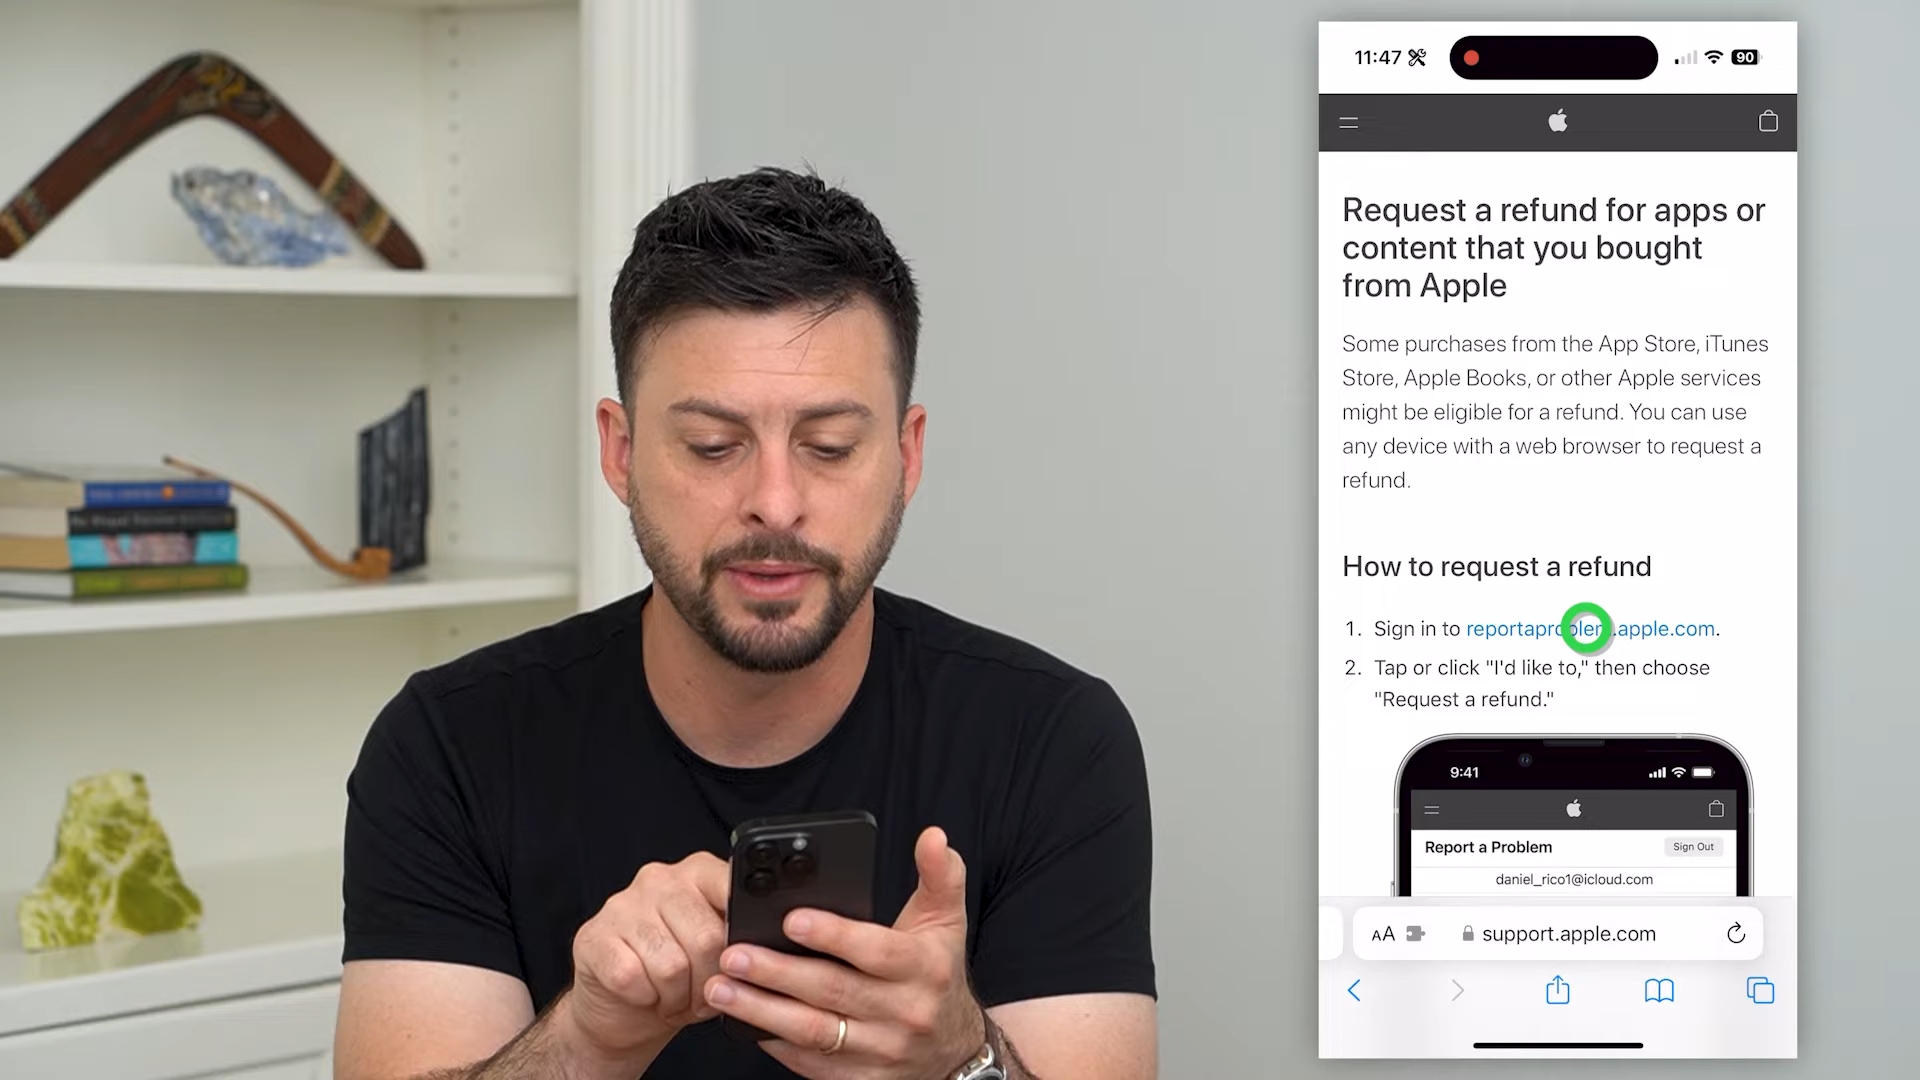 11:47
90
Request a refund for apps or
content that you bought
from Apple
Some purchases from the App Store, iTunes
Store, Apple Books, or other Apple services
might be eligible for a refund. You can use
any device with a web browser to request a
refund.
How to request a refund
1. Sign in to reportaproblem.apple.com.
2. Tap or click "I'd like to," then choose
"Request a refund."
9:41
Report a Problem
Sign Out
daniel_rico1@icloud.com
AA
support.apple.com